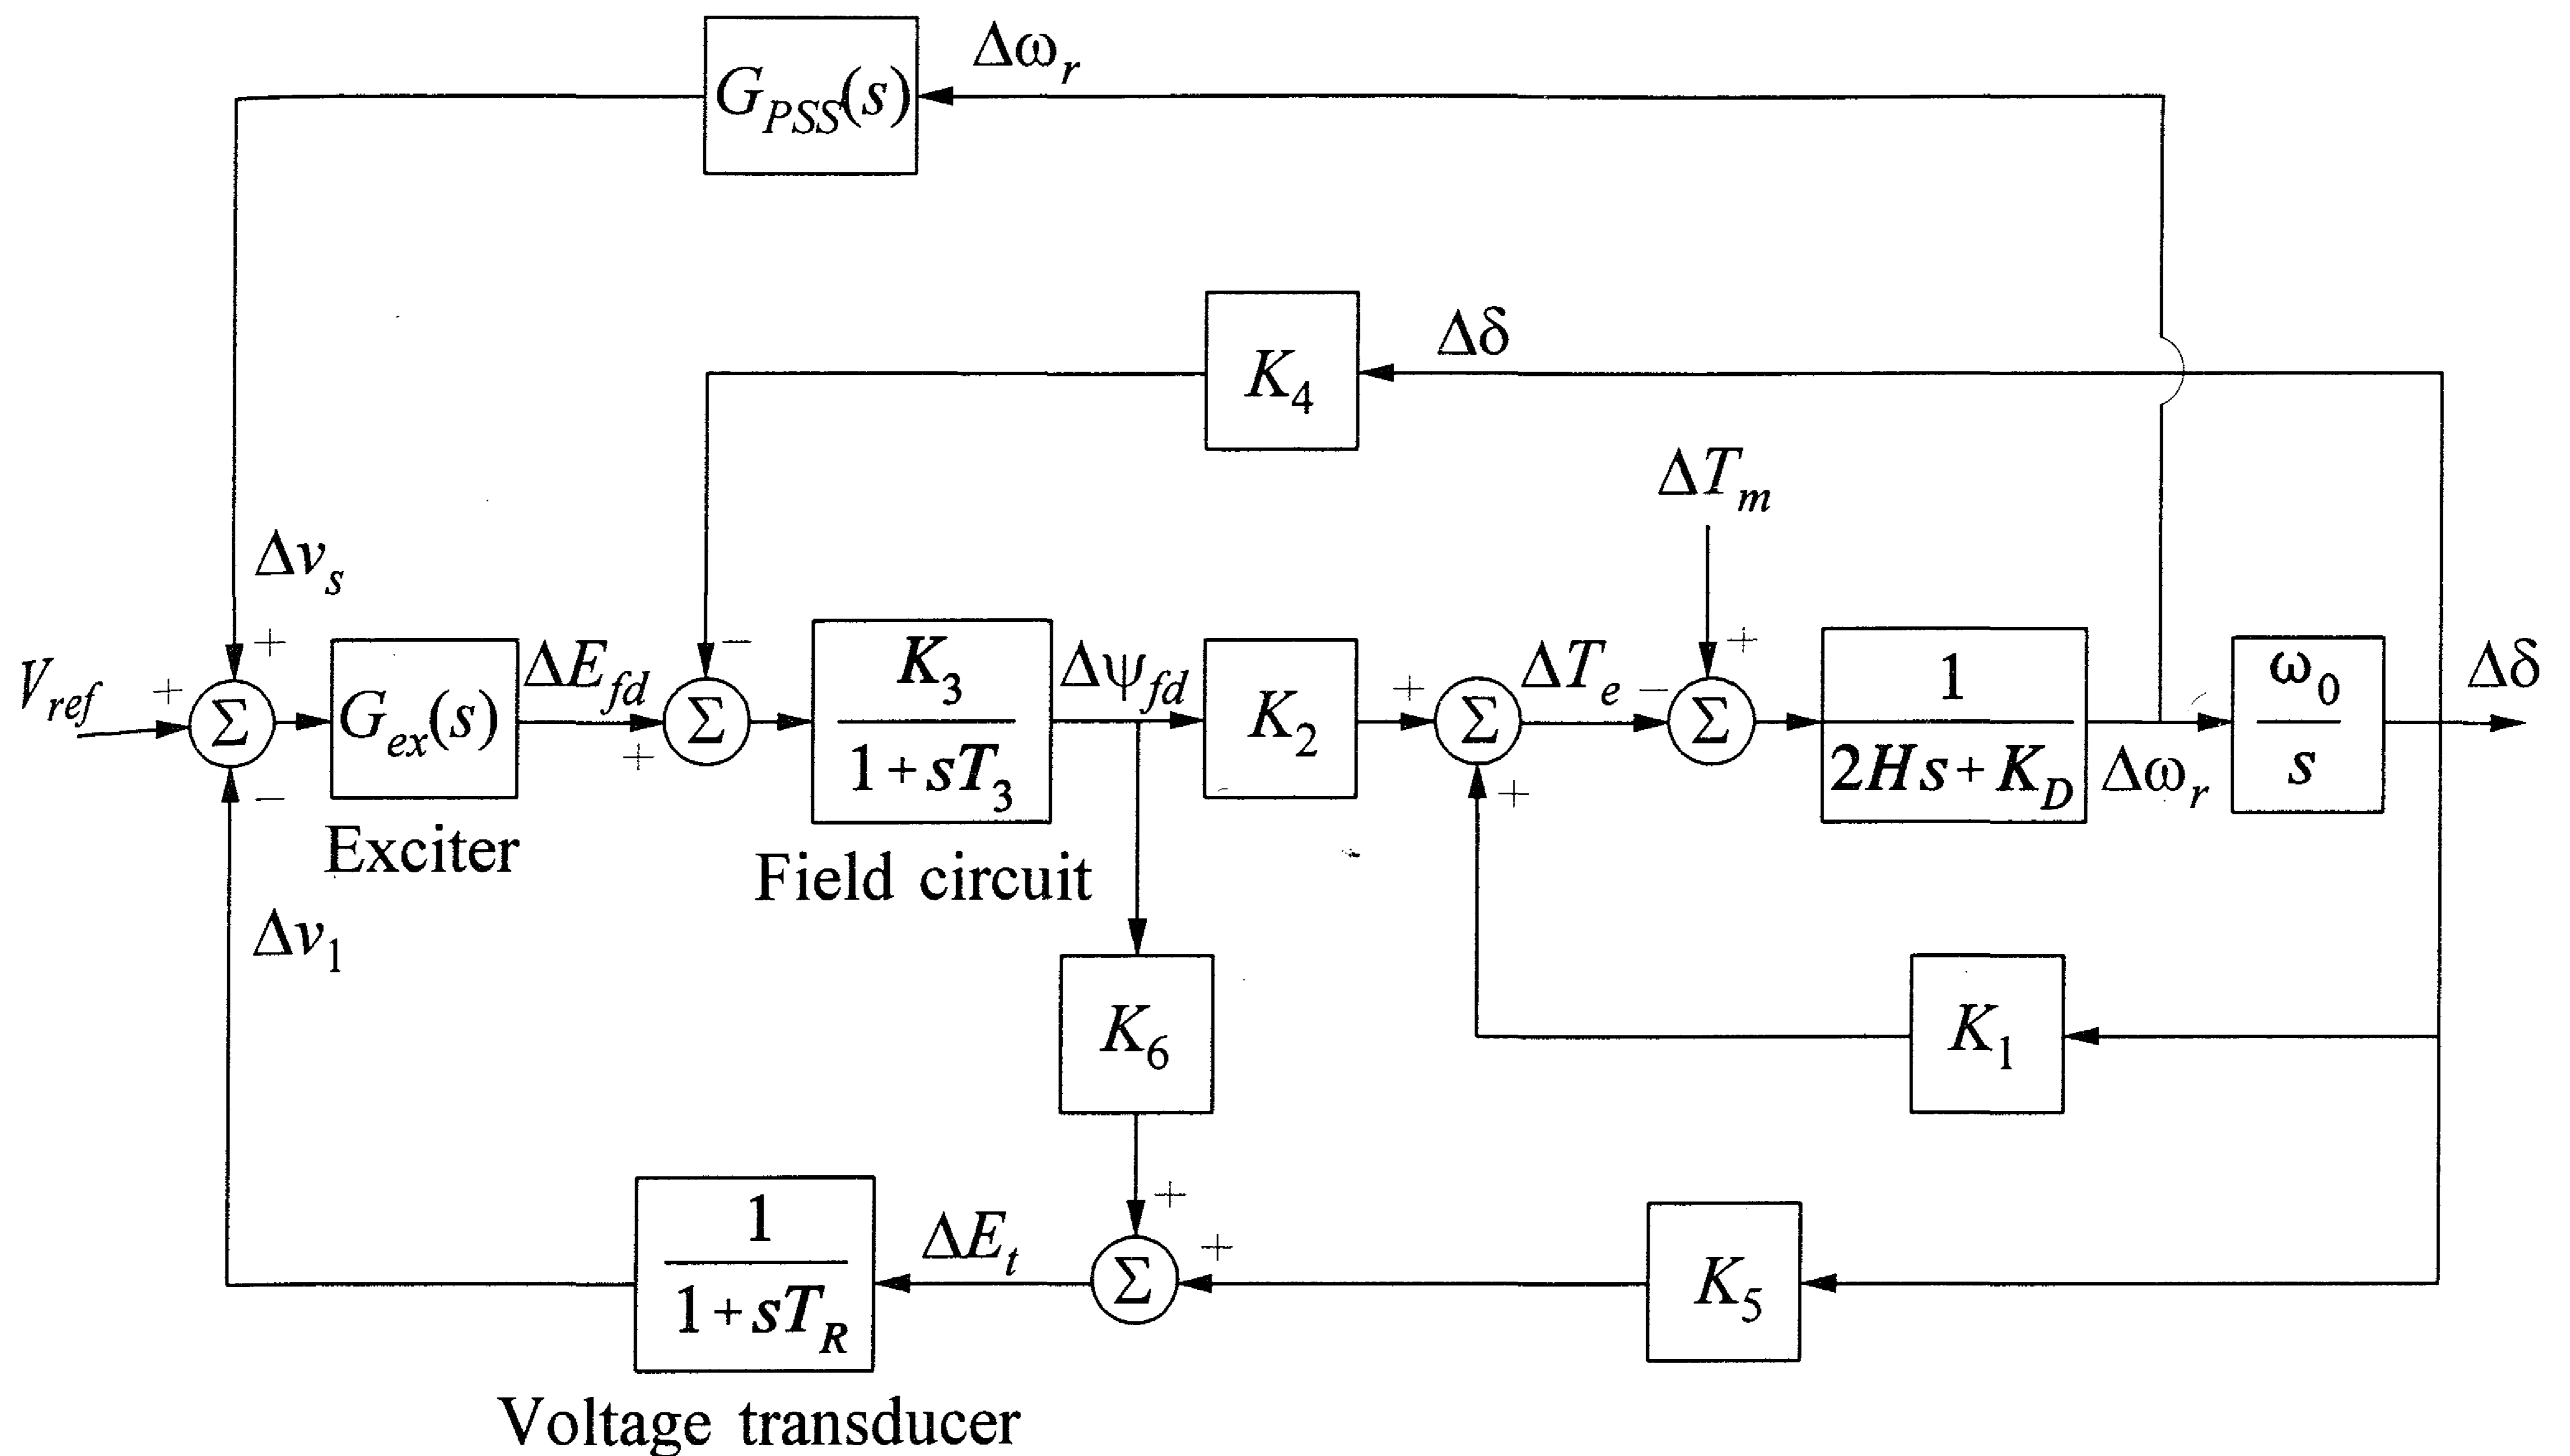 Δω_r
G_PSS(s)
Δδ
K_4
ΔT_m
Δv_s
+
−
+
V_ref
+
Σ
G_ex(s)
ΔE_fd
+
Σ
K_3
1+sT_3
Δψ_fd
K_2
+
Σ
ΔT_e
−
Σ
1
2Hs+K_D
Δω_r
ω_0
s
Δδ
−
+
Exciter
Field circuit
Δv_1
K_6
K_1
+
+
1
1+sT_R
ΔE_t
Σ
K_5
Voltage transducer